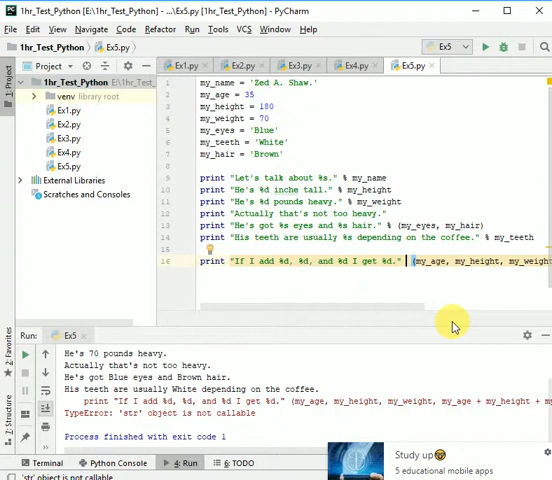 1hr_Test_Python [E:\1hr_Test_Python] - ...\Ex5.py [1hr_Test_Python] - PyCharm
File Edit View Navigate Code Refactor Run Tools VCS Window Help
1hr_Test_Python Ex5.py Ex5
Project Ex1.py Ex2.py Ex3.py Ex4.py Ex5.py
1: Project
1hr_Test_Python
venv library root
Ex1.py
Ex2.py
Ex3.py
Ex4.py
Ex5.py
External Libraries
Scratches and Consoles
1 my_name = 'Zed A. Shaw.'
2 my_age = 35
3 my_height = 180
4 my_weight = 70
5 my_eyes = 'Blue'
6 my_teeth = 'White'
7 my_hair = 'Brown'
8
9 print "Let's talk about %s." % my_name
10 print "He's %d inche tall." % my_height
11 print "He's %d pounds heavy." % my_weight
12 print "Actually that's not too heavy."
13 print "He's got %s eyes and %s hair." % (my_eyes, my_hair)
14 print "His teeth are usually %s depending on the coffee." % my_teeth
15
16 print "If I add %d, %d, and %d I get %d." (my_age, my_height, my_weight
2: Favorites
7: Structure
Run: Ex5
He's 70 pounds heavy.
Actually that's not too heavy.
He's got Blue eyes and Brown hair.
His teeth are usually White depending on the coffee.
print "If I add %d, %d, and %d I get %d." (my_age, my_height, my_weight, my_age + my_height + my
TypeError: 'str' object is not callable
Process finished with exit code 1
Study up
5 educational mobile apps
Terminal Python Console 4: Run 6: TODO
'str' object is not callable